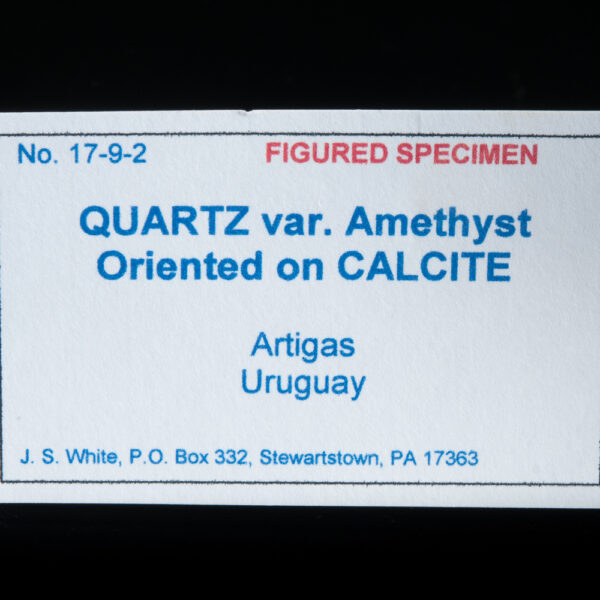 No. 17-9-2 FIGURED SPECIMEN
QUARTZ var. Amethyst
Oriented on CALCITE
Artigas
Uruguay
J. S. White, P.O. Box 332, Stewartstown, PA 17363